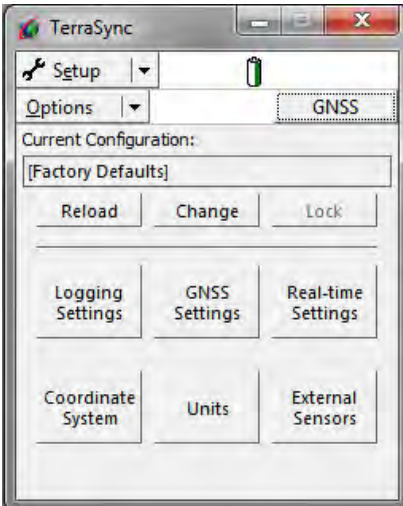 TerraSync
Setup
Options GNSS
Current Configuration:
[Factory Defaults]
Reload Change Lock
Logging Settings
GNSS Settings
Real-time Settings
Coordinate System
Units
External Sensors